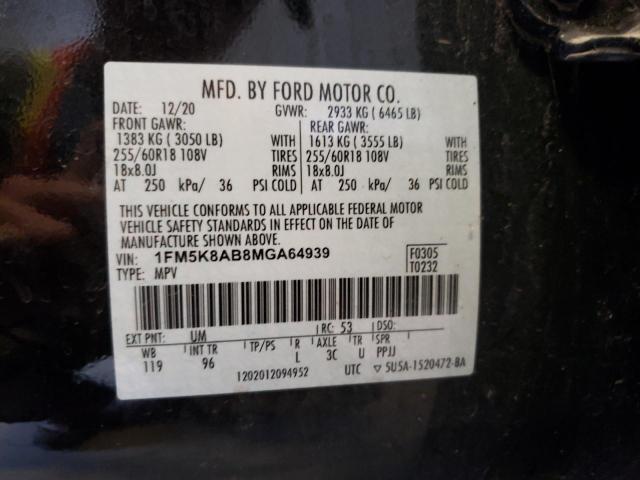 MFD. BY FORD MOTOR CO.
DATE: 12/20 GVWR: 2933 KG ( 6465 LB)
FRONT GAWR: REAR GAWR:
1383 KG ( 3050 LB) WITH 1613 KG ( 3555 LB) WITH
255/60R18 108V TIRES 255/60R18 108V TIRES
18x8.0J RIMS 18x8.0J RIMS
AT 250 kPa/ 36 PSI COLD AT 250 kPa/ 36 PSI COLD
THIS VEHICLE CONFORMS TO ALL APPLICABLE FEDERAL MOTOR
VEHICLE SAFETY STANDARDS IN EFFECT ON THE DATE OF
MANUFACTURE SHOWN ABOVE.
VIN: 1FM5K8AB8MGA64939 F0305
TYPE: MPV T0232
EXT PNT: UM RC: 53 DSO:
WB INT TR TP/PS R AXLE TR SPR
119 96 L 3C U PPJJ
1202012094952 UTC ▽ 5U5A-1520472-BA